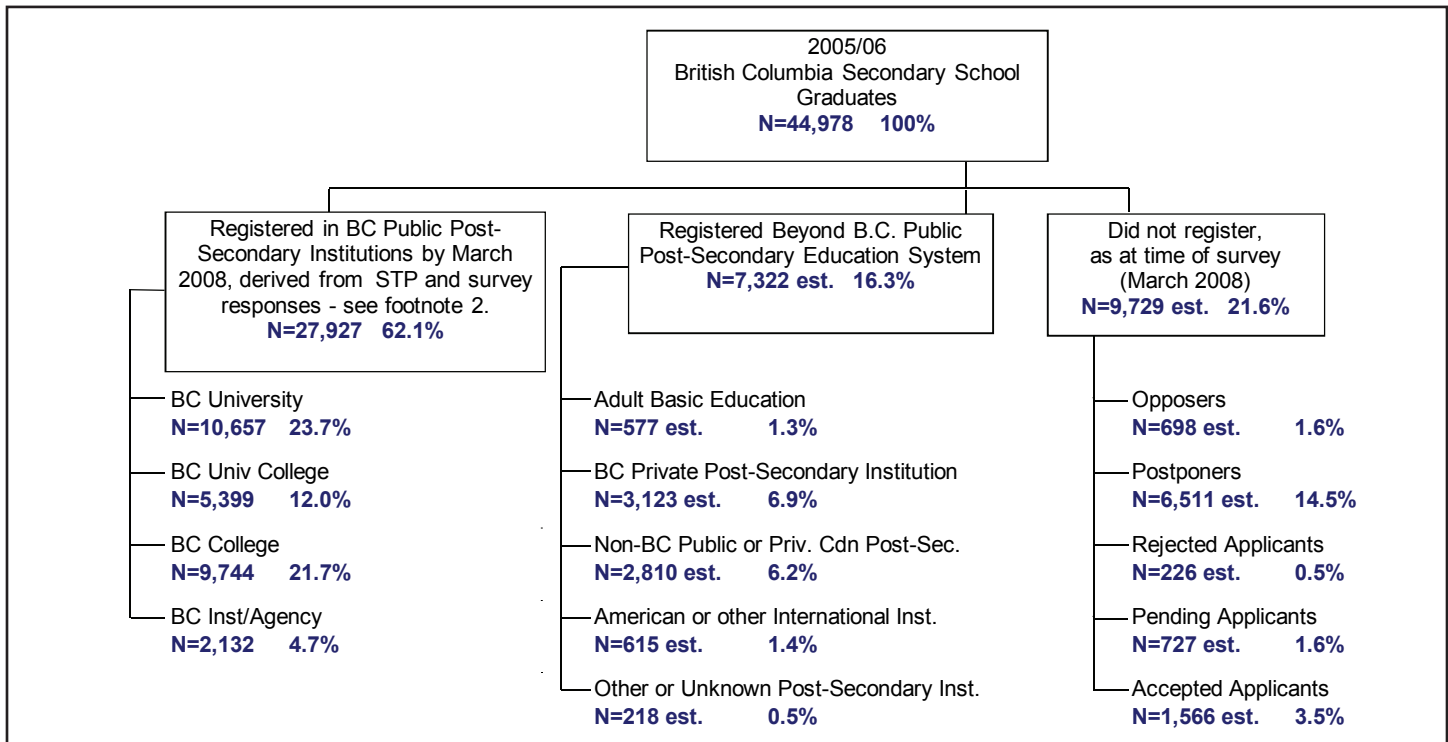 2005/06
British Columbia Secondary School
Graduates
N=44,978 100%
Registered in BC Public Post-
Secondary Institutions by March
2008, derived from STP and survey
responses - see footnote 2.
N=27,927 62.1%
Registered Beyond B.C. Public
Post-Secondary Education System
N=7,322 est. 16.3%
Did not register,
as at time of survey
(March 2008)
N=9,729 est. 21.6%
BC University
N=10,657 23.7%
BC Univ College
N=5,399 12.0%
BC College
N=9,744 21.7%
BC Inst/Agency
N=2,132 4.7%
Adult Basic Education
N=577 est. 1.3%
BC Private Post-Secondary Institution
N=3,123 est. 6.9%
Non-BC Public or Priv. Cdn Post-Sec.
N=2,810 est. 6.2%
American or other International Inst.
N=615 est. 1.4%
Other or Unknown Post-Secondary Inst.
N=218 est. 0.5%
Opposers
N=698 est. 1.6%
Postponers
N=6,511 est. 14.5%
Rejected Applicants
N=226 est. 0.5%
Pending Applicants
N=727 est. 1.6%
Accepted Applicants
N=1,566 est. 3.5%